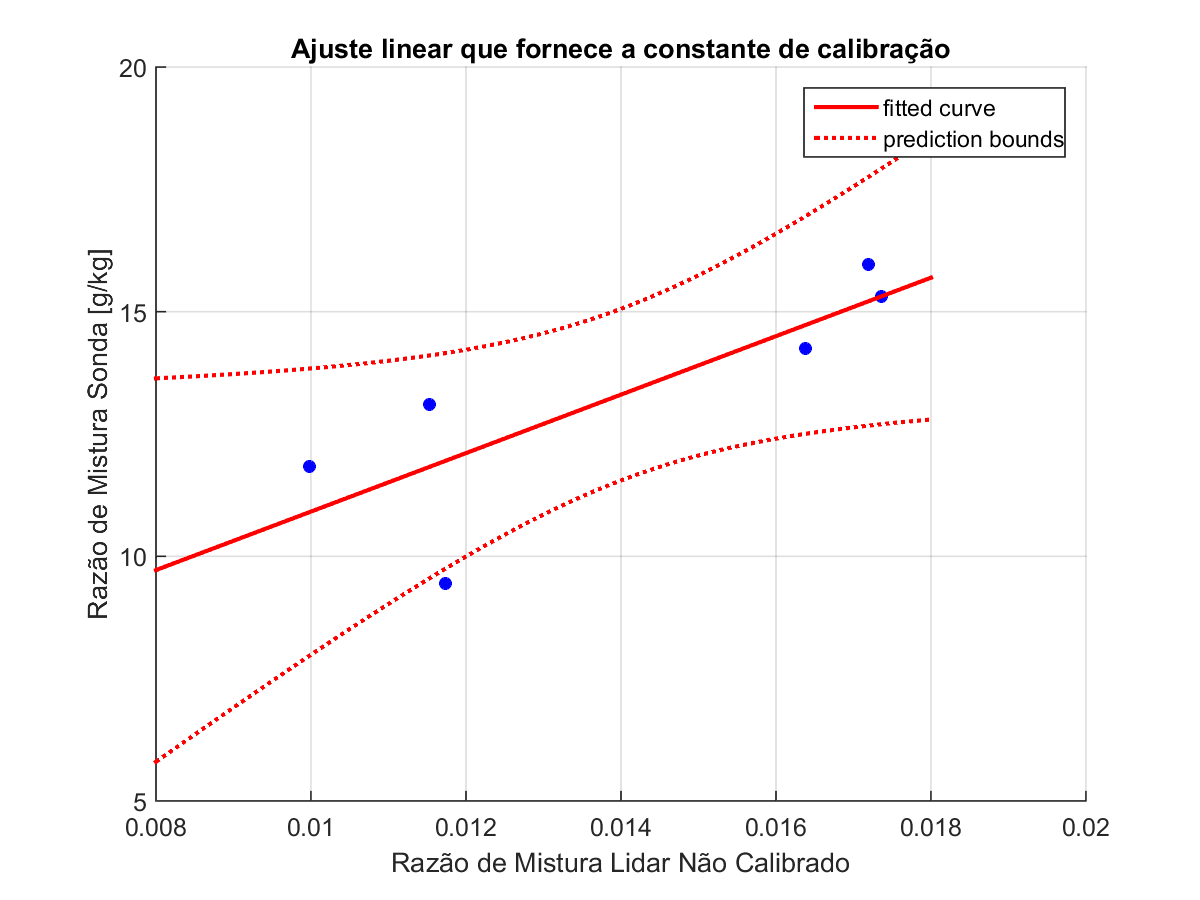 Ajuste linear que fornece a constante de calibração
fitted curve
prediction bounds
Razão de Mistura Sonda [g/kg]
20
15
10
5
0.008 0.01 0.012 0.014 0.016 0.018 0.02
Razão de Mistura Lidar Não Calibrado